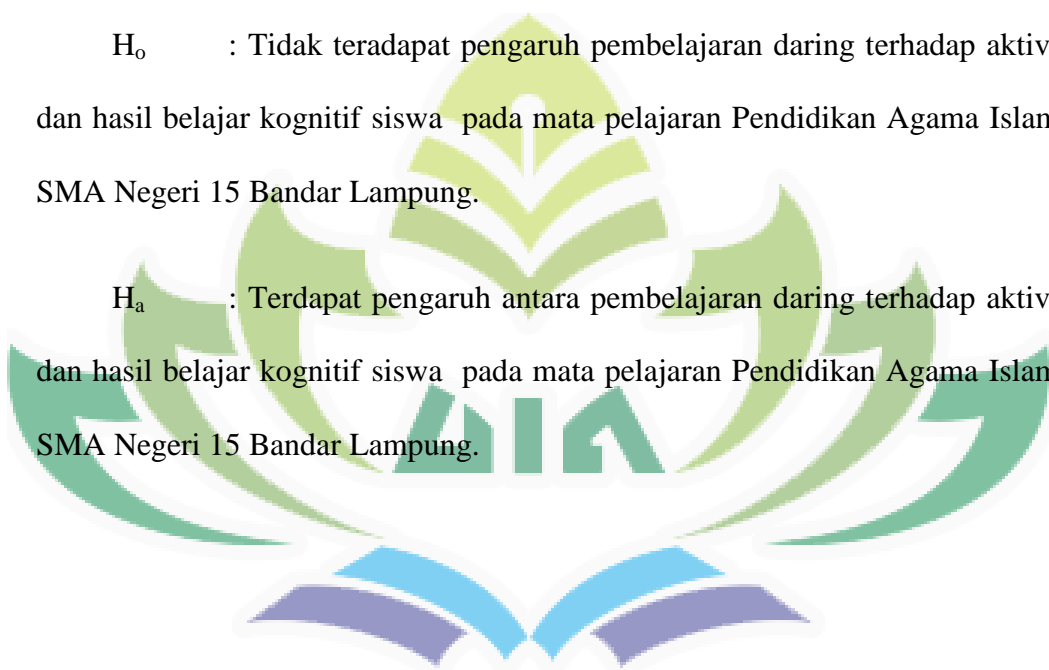 Ho : Tidak teradapat pengaruh pembelajaran daring terhadap aktiv
dan hasil belajar kognitif siswa pada mata pelajaran Pendidikan Agama Islam
SMA Negeri 15 Bandar Lampung.
Ha : Terdapat pengaruh antara pembelajaran daring terhadap aktiv
dan hasil belajar kognitif siswa pada mata pelajaran Pendidikan Agama Islam
SMA Negeri 15 Bandar Lampung.